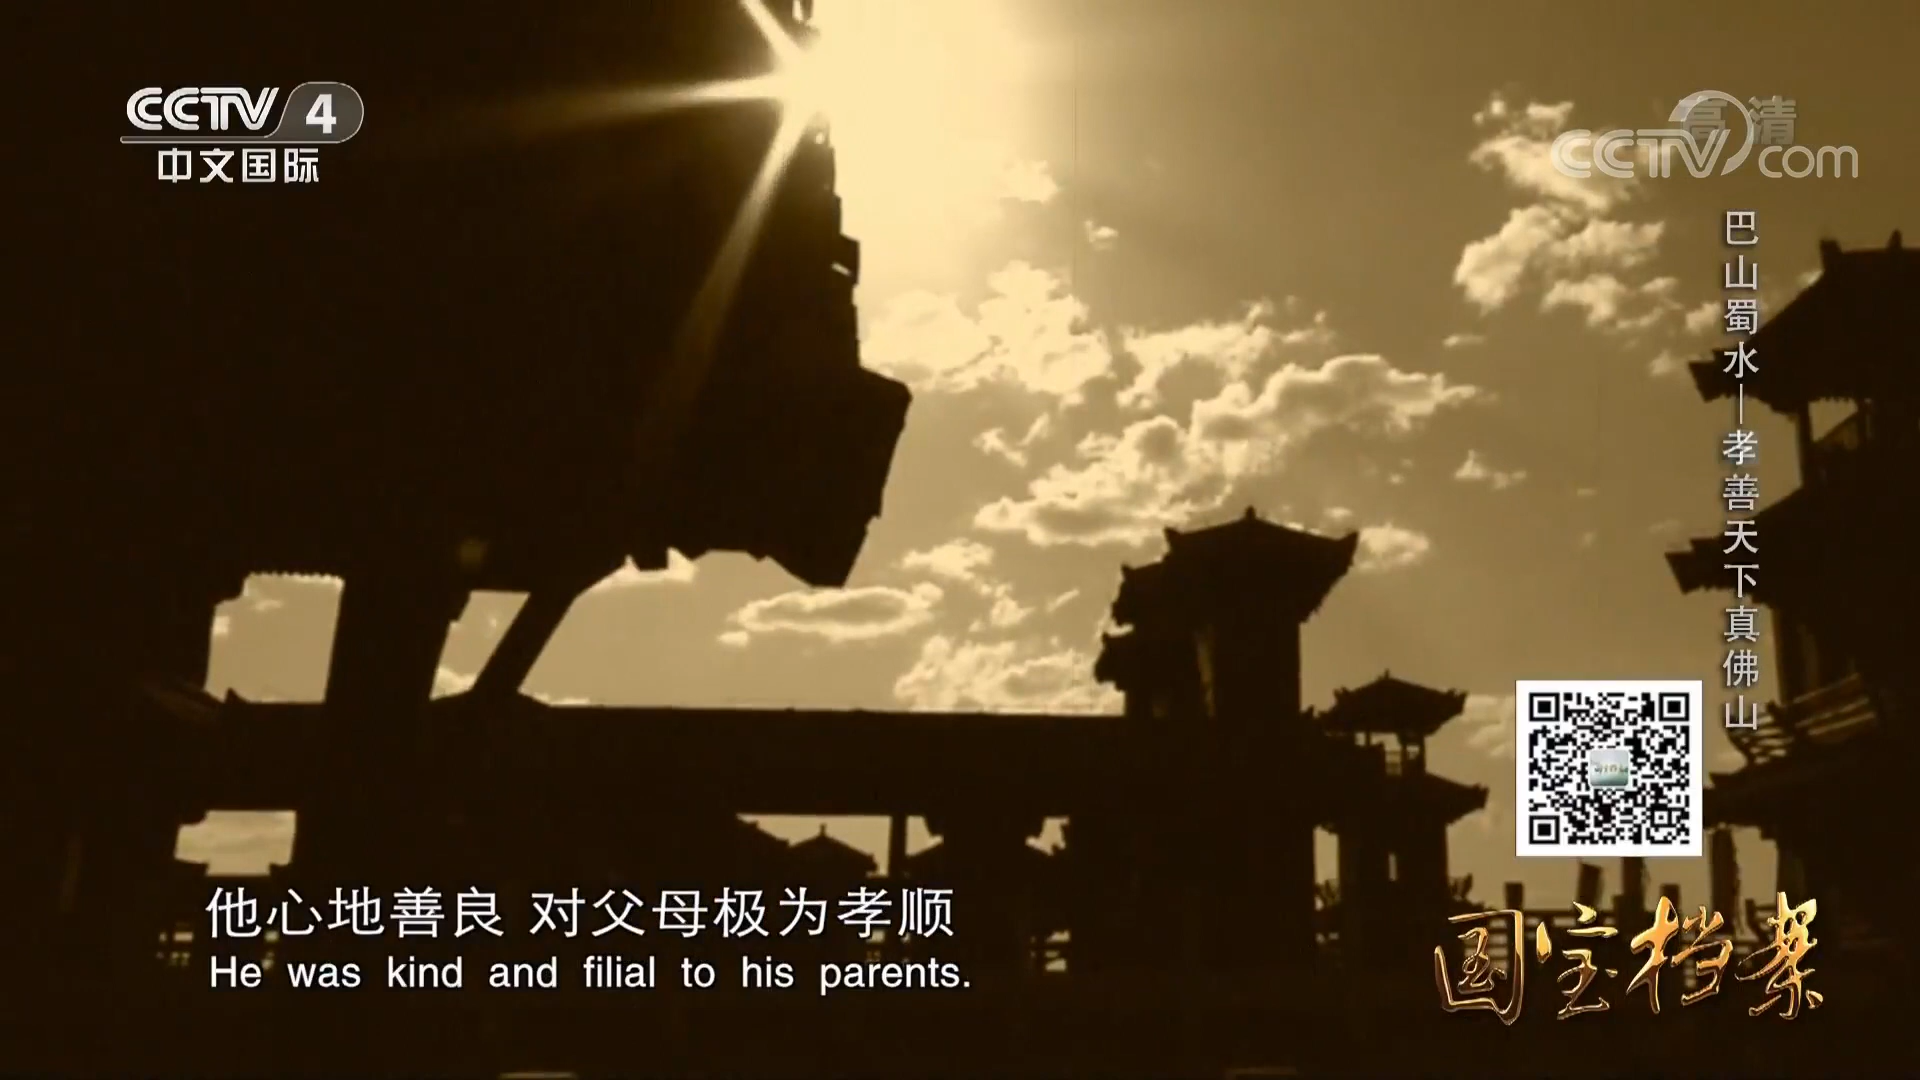 CCTV 4
中文国际
高清
CCTV com
巴山蜀水—孝善天下真佛山
他心地善良 对父母极为孝顺
He was kind and filial to his parents.
国宝档案